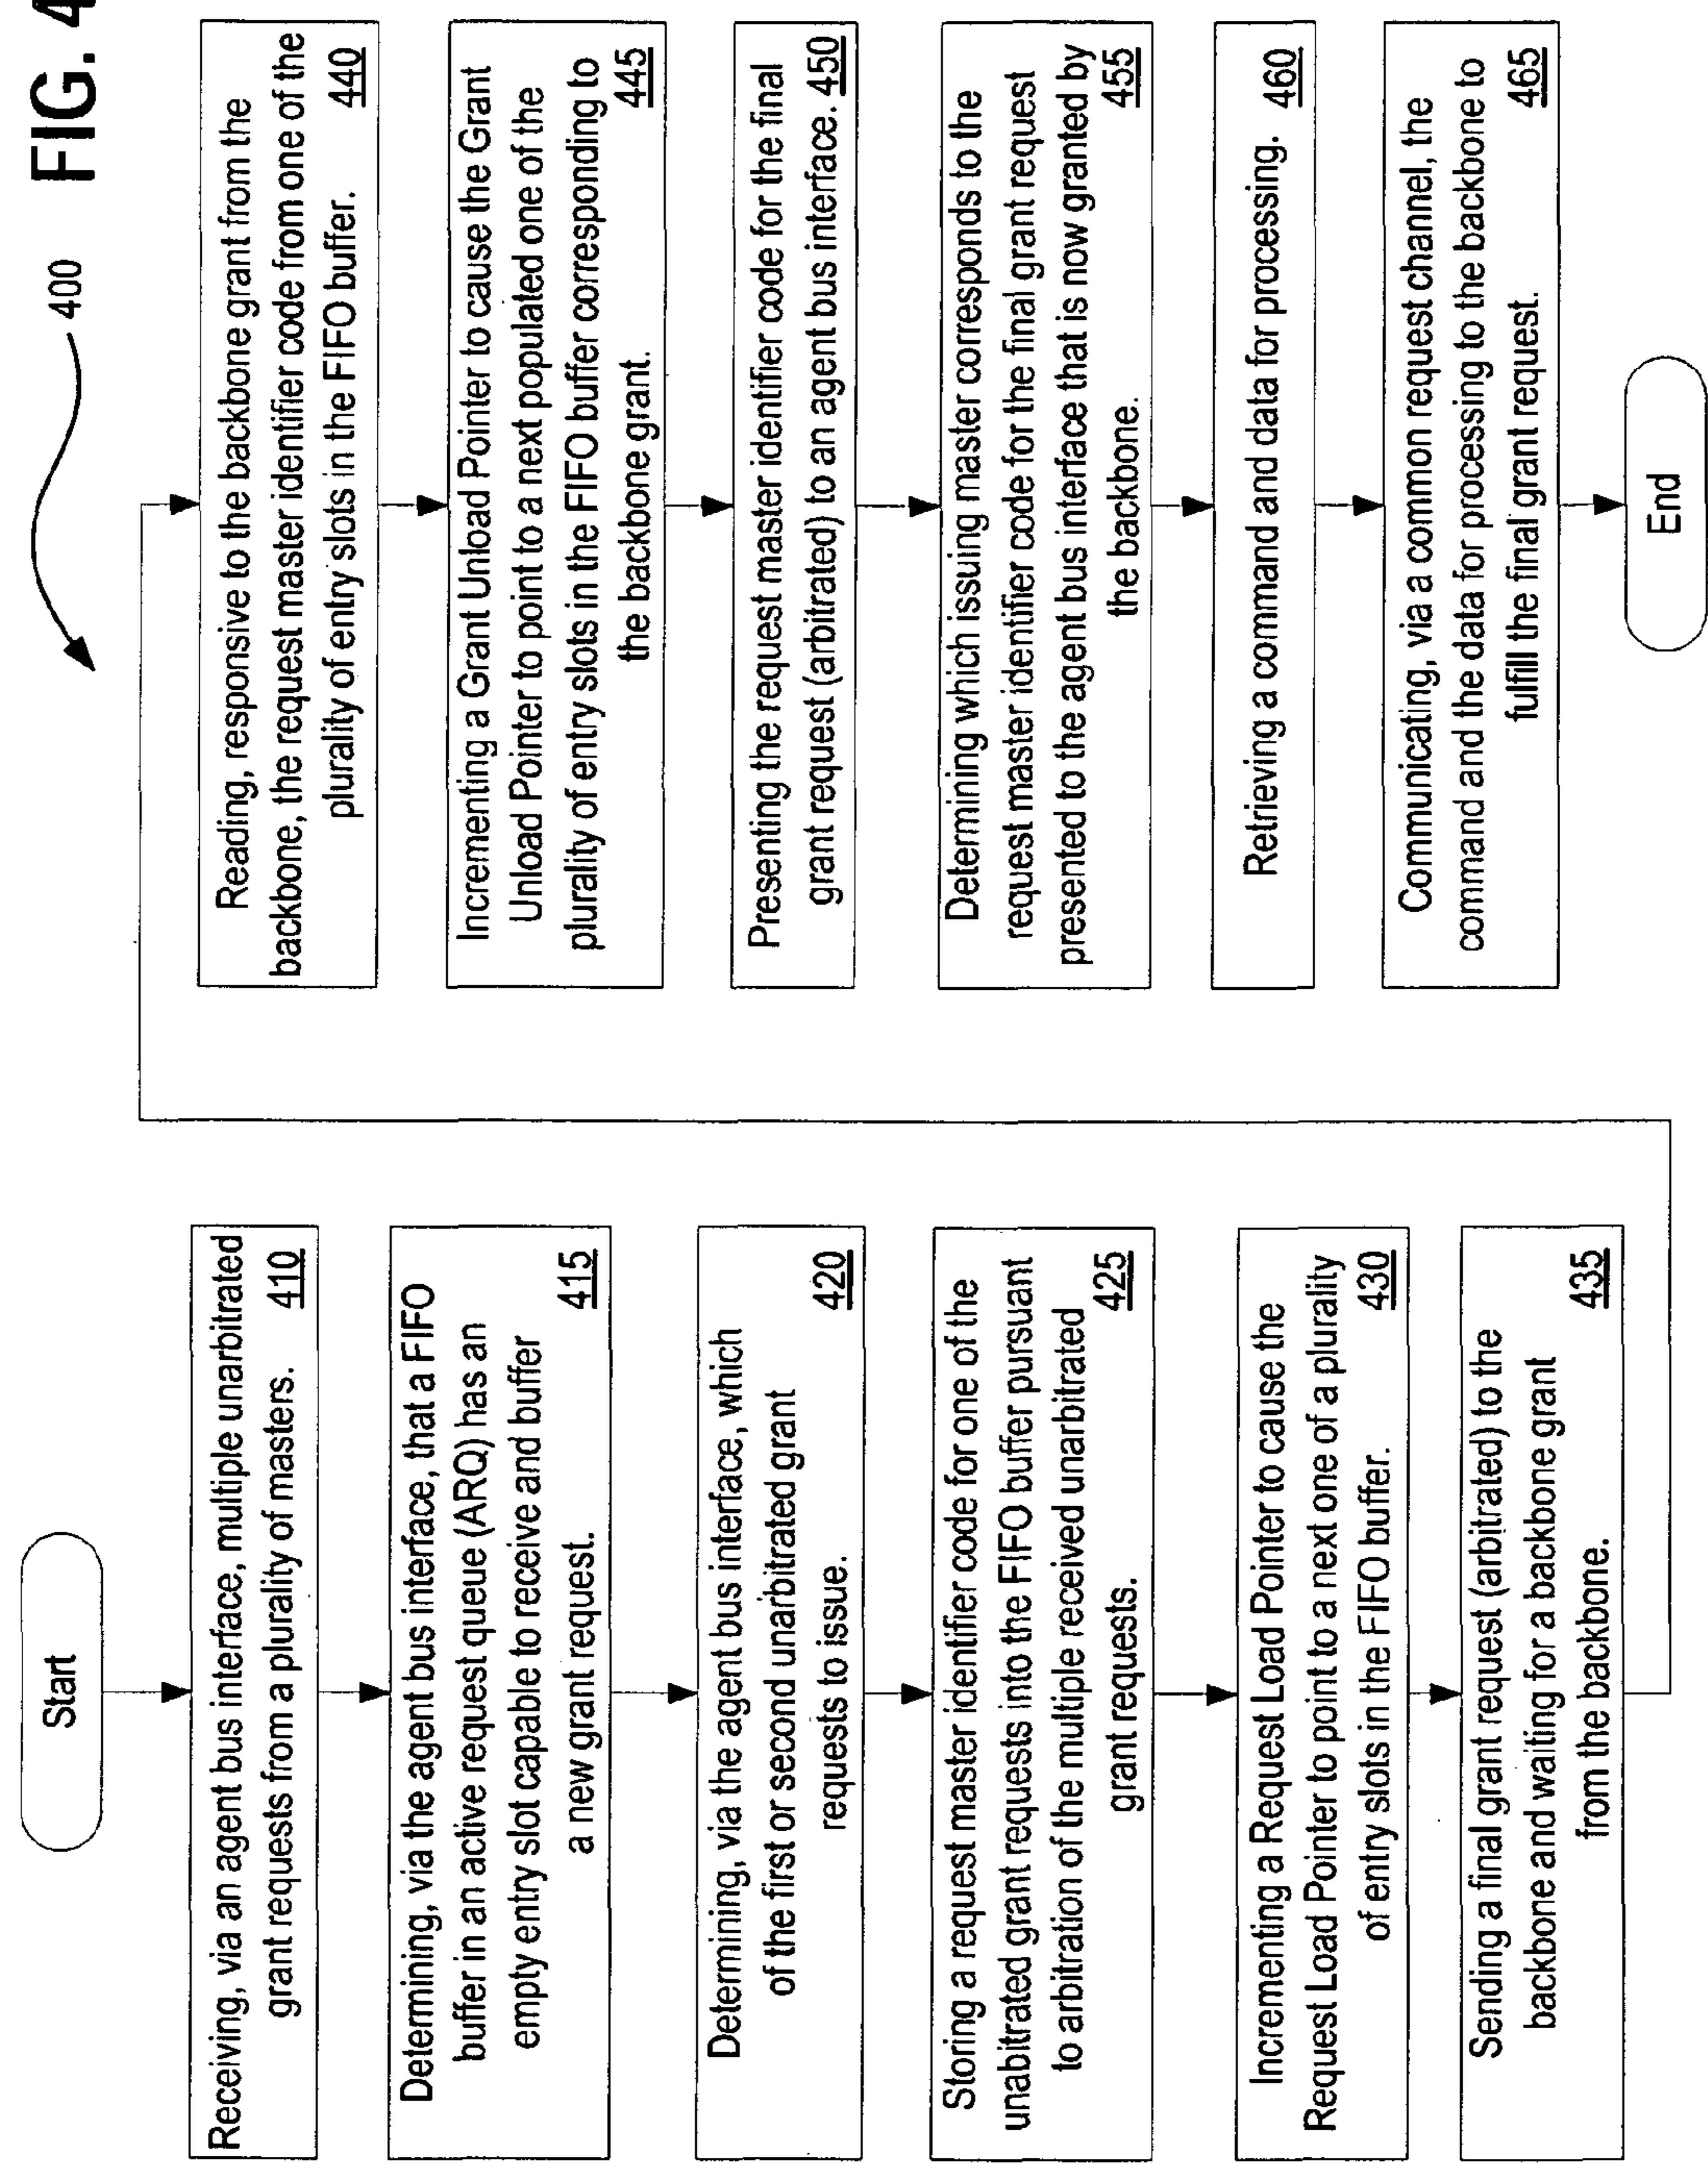 FIG. 4
400
Start
Receiving, via an agent bus interface, multiple unarbitrated
grant requests from a plurality of masters.
410
Determining, via the agent bus interface, that a FIFO
buffer in an active request queue (ARQ) has an
empty entry slot capable to receive and buffer
a new grant request.
415
Determining, via the agent bus interface, which
of the first or second unarbitrated grant
requests to issue.
420
Storing a request master identifier code for one of the
unabitrated grant requests into the FIFO buffer pursuant
to arbitration of the multiple received unarbitrated
grant requests.
425
Incrementing a Request Load Pointer to cause the
Request Load Pointer to point to a next one of a plurality
of entry slots in the FIFO buffer.
430
Sending a final grant request (arbitrated) to the
backbone and waiting for a backbone grant
from the backbone.
435
Reading, responsive to the backbone grant from the
backbone, the request master identifier code from one of the
plurality of entry slots in the FIFO buffer.
440
Incrementing a Grant Unload Pointer to cause the Grant
Unload Pointer to point to a next populated one of the
plurality of entry slots in the FIFO buffer corresponding to
the backbone grant.
445
Presenting the request master identifier code for the final
grant request (arbitrated) to an agent bus interface. 450
Determining which issuing master corresponds to the
request master identifier code for the final grant request
presented to the agent bus interface that is now granted by
the backbone.
455
Retrieving a command and data for processing. 460
Communicating, via a common request channel, the
command and the data for processing to the backbone to
fulfill the final grant request.
465
End